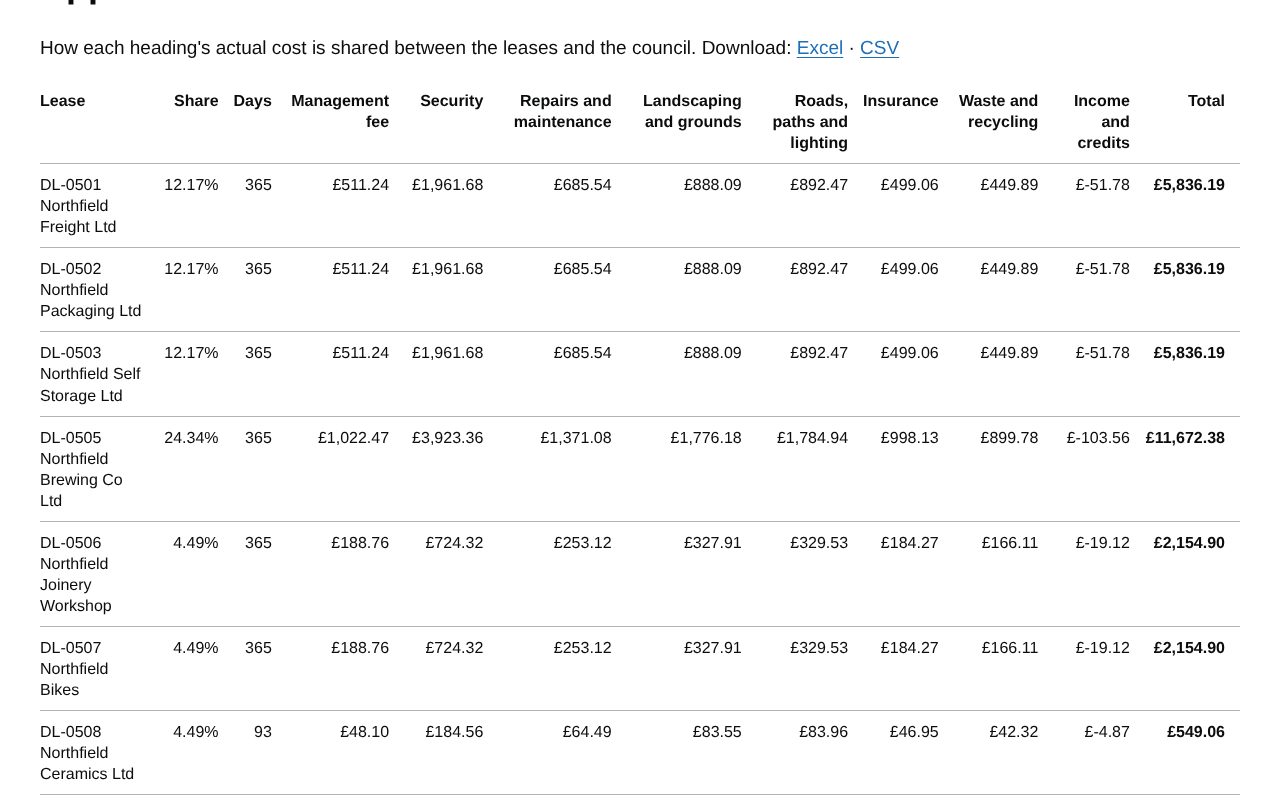 How each heading's actual cost is shared between the leases and the council. Download: Excel · CSV
Lease Share Days Management fee Security Repairs and maintenance Landscaping and grounds Roads, paths and lighting Insurance Waste and recycling Income and credits Total
DL-0501 Northfield Freight Ltd 12.17% 365 £511.24 £1,961.68 £685.54 £888.09 £892.47 £499.06 £449.89 £-51.78 £5,836.19
DL-0502 Northfield Packaging Ltd 12.17% 365 £511.24 £1,961.68 £685.54 £888.09 £892.47 £499.06 £449.89 £-51.78 £5,836.19
DL-0503 Northfield Self Storage Ltd 12.17% 365 £511.24 £1,961.68 £685.54 £888.09 £892.47 £499.06 £449.89 £-51.78 £5,836.19
DL-0505 Northfield Brewing Co Ltd 24.34% 365 £1,022.47 £3,923.36 £1,371.08 £1,776.18 £1,784.94 £998.13 £899.78 £-103.56 £11,672.38
DL-0506 Northfield Joinery Workshop 4.49% 365 £188.76 £724.32 £253.12 £327.91 £329.53 £184.27 £166.11 £-19.12 £2,154.90
DL-0507 Northfield Bikes 4.49% 365 £188.76 £724.32 £253.12 £327.91 £329.53 £184.27 £166.11 £-19.12 £2,154.90
DL-0508 Northfield Ceramics Ltd 4.49% 93 £48.10 £184.56 £64.49 £83.55 £83.96 £46.95 £42.32 £-4.87 £549.06